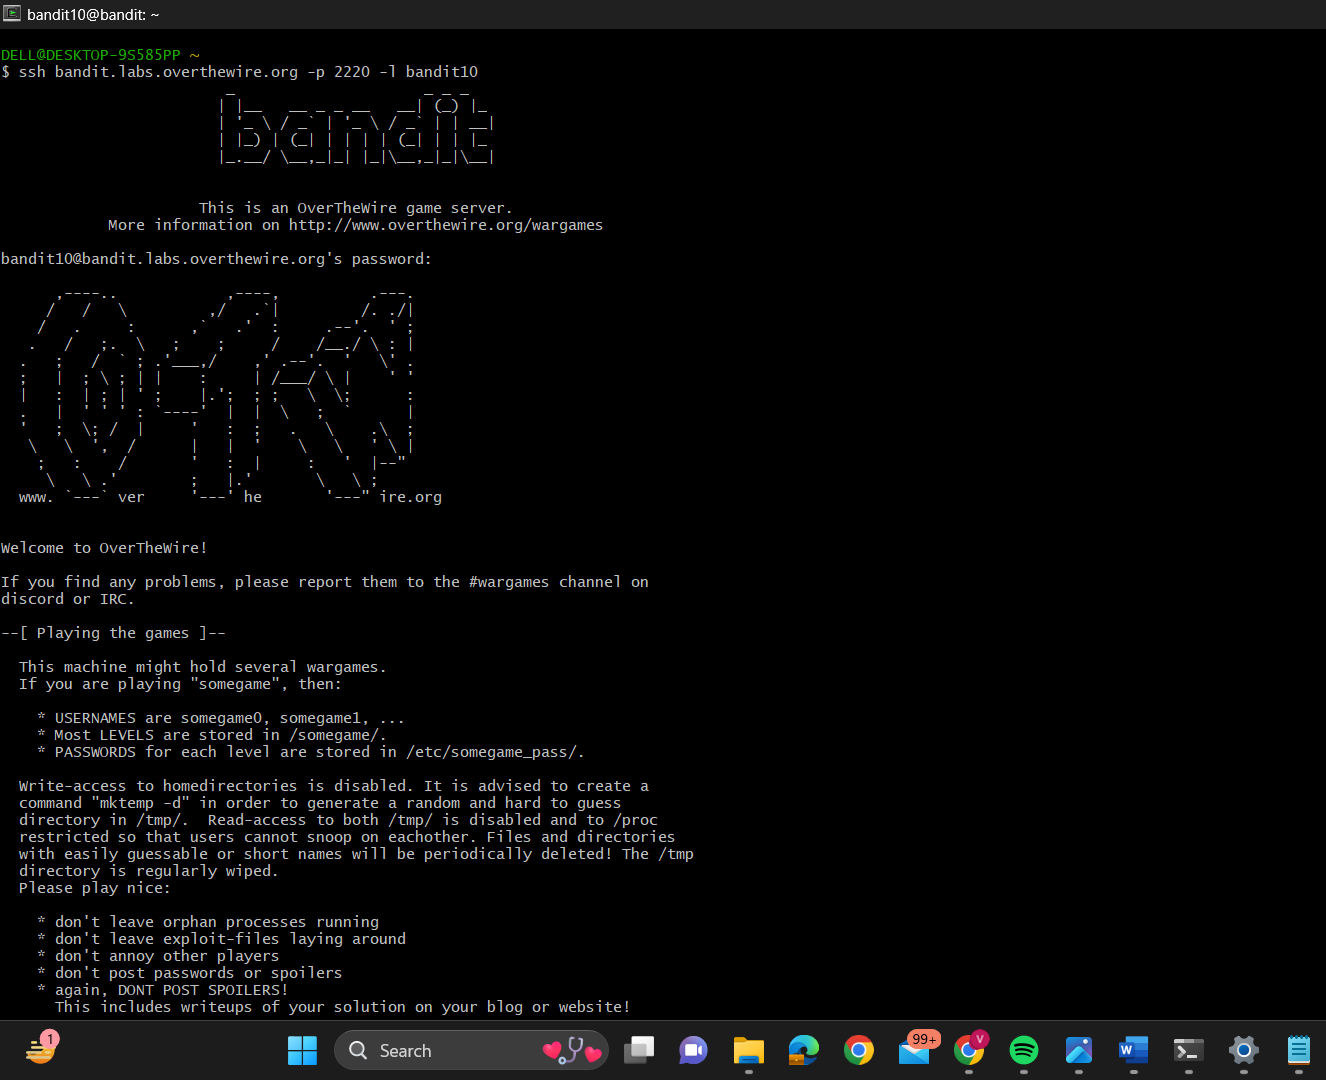 bandit10@bandit: ~
DELL@DESKTOP-9S585PP ~
$ ssh bandit.labs.overthewire.org -p 2220 -l bandit10
bandit
This is an OverTheWire game server.
More information on http://www.overthewire.org/wargames
bandit10@bandit.labs.overthewire.org's password:
www. `---` ver '---' he '---" ire.org
Welcome to OverTheWire!
If you find any problems, please report them to the #wargames channel on
discord or IRC.
--[ Playing the games ]--
This machine might hold several wargames.
If you are playing "somegame", then:
* USERNAMES are somegame0, somegame1, ...
* Most LEVELS are stored in /somegame/.
* PASSWORDS for each level are stored in /etc/somegame_pass/.
Write-access to homedirectories is disabled. It is advised to create a
command "mktemp -d" in order to generate a random and hard to guess
directory in /tmp/.  Read-access to both /tmp/ is disabled and to /proc
restricted so that users cannot snoop on eachother. Files and directories
with easily guessable or short names will be periodically deleted! The /tmp
directory is regularly wiped.
Please play nice:
* don't leave orphan processes running
* don't leave exploit-files laying around
* don't annoy other players
* don't post passwords or spoilers
* again, DONT POST SPOILERS!
This includes writeups of your solution on your blog or website!
1
Search
99+
V
W